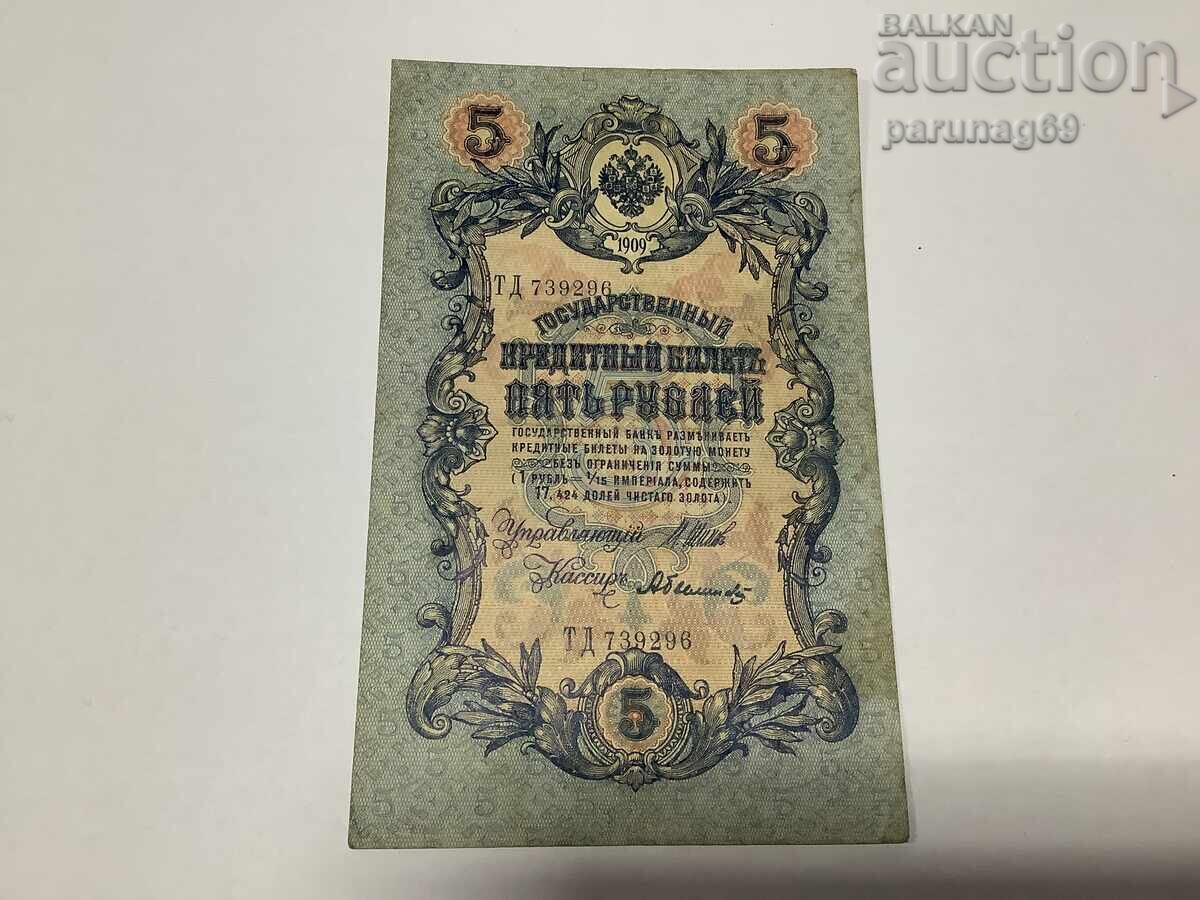 BALKAN
auction
parunag69
5 5
1909
ТД 739296
ГОСУДАРСТВЕННЫЙ
КРЕДИТНЫЙ БИЛЕТЪ
ПЯТЬ РУБЛЕЙ
ГОСУДАРСТВЕННЫЙ БАНКЪ РАЗМѢНИВАЕТЪ
КРЕДИТНЫЕ БИЛЕТЫ НА ЗОЛОТУЮ МОНЕТУ
БЕЗЪ ОГРАНИЧЕНІЯ СУММЫ
(1 РУБЛЬ = 1/15 ИМПЕРІАЛА, СОДЕРЖИТЪ
17,424 ДОЛЕЙ ЧИСТАГО ЗОЛОТА).
Управляющій
Кассиръ
ТД 739296
5